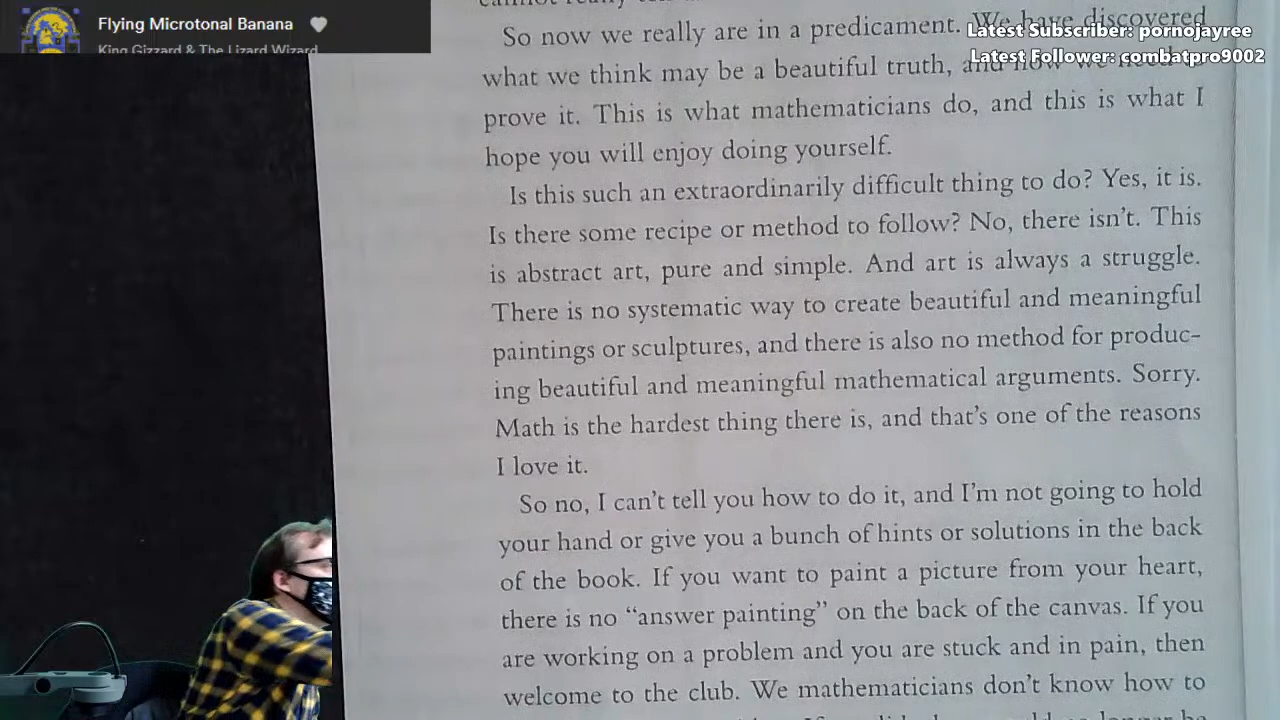 Flying Microtonal Banana
King Gizzard & The Lizard Wizard
Latest Subscriber: pornojayree
Latest Follower: combatpro9002
So now we really are in a predicament. We have discovered
what we think may be a beautiful truth, and now we need
prove it. This is what mathematicians do, and this is what I
hope you will enjoy doing yourself.
Is this such an extraordinarily difficult thing to do? Yes, it is.
Is there some recipe or method to follow? No, there isn't. This
is abstract art, pure and simple. And art is always a struggle.
There is no systematic way to create beautiful and meaningful
paintings or sculptures, and there is also no method for produc-
ing beautiful and meaningful mathematical arguments. Sorry.
Math is the hardest thing there is, and that's one of the reasons
I love it.
So no, I can't tell you how to do it, and I'm not going to hold
your hand or give you a bunch of hints or solutions in the back
of the book. If you want to paint a picture from your heart,
there is no “answer painting” on the back of the canvas. If you
are working on a problem and you are stuck and in pain, then
welcome to the club. We mathematicians don't know how to